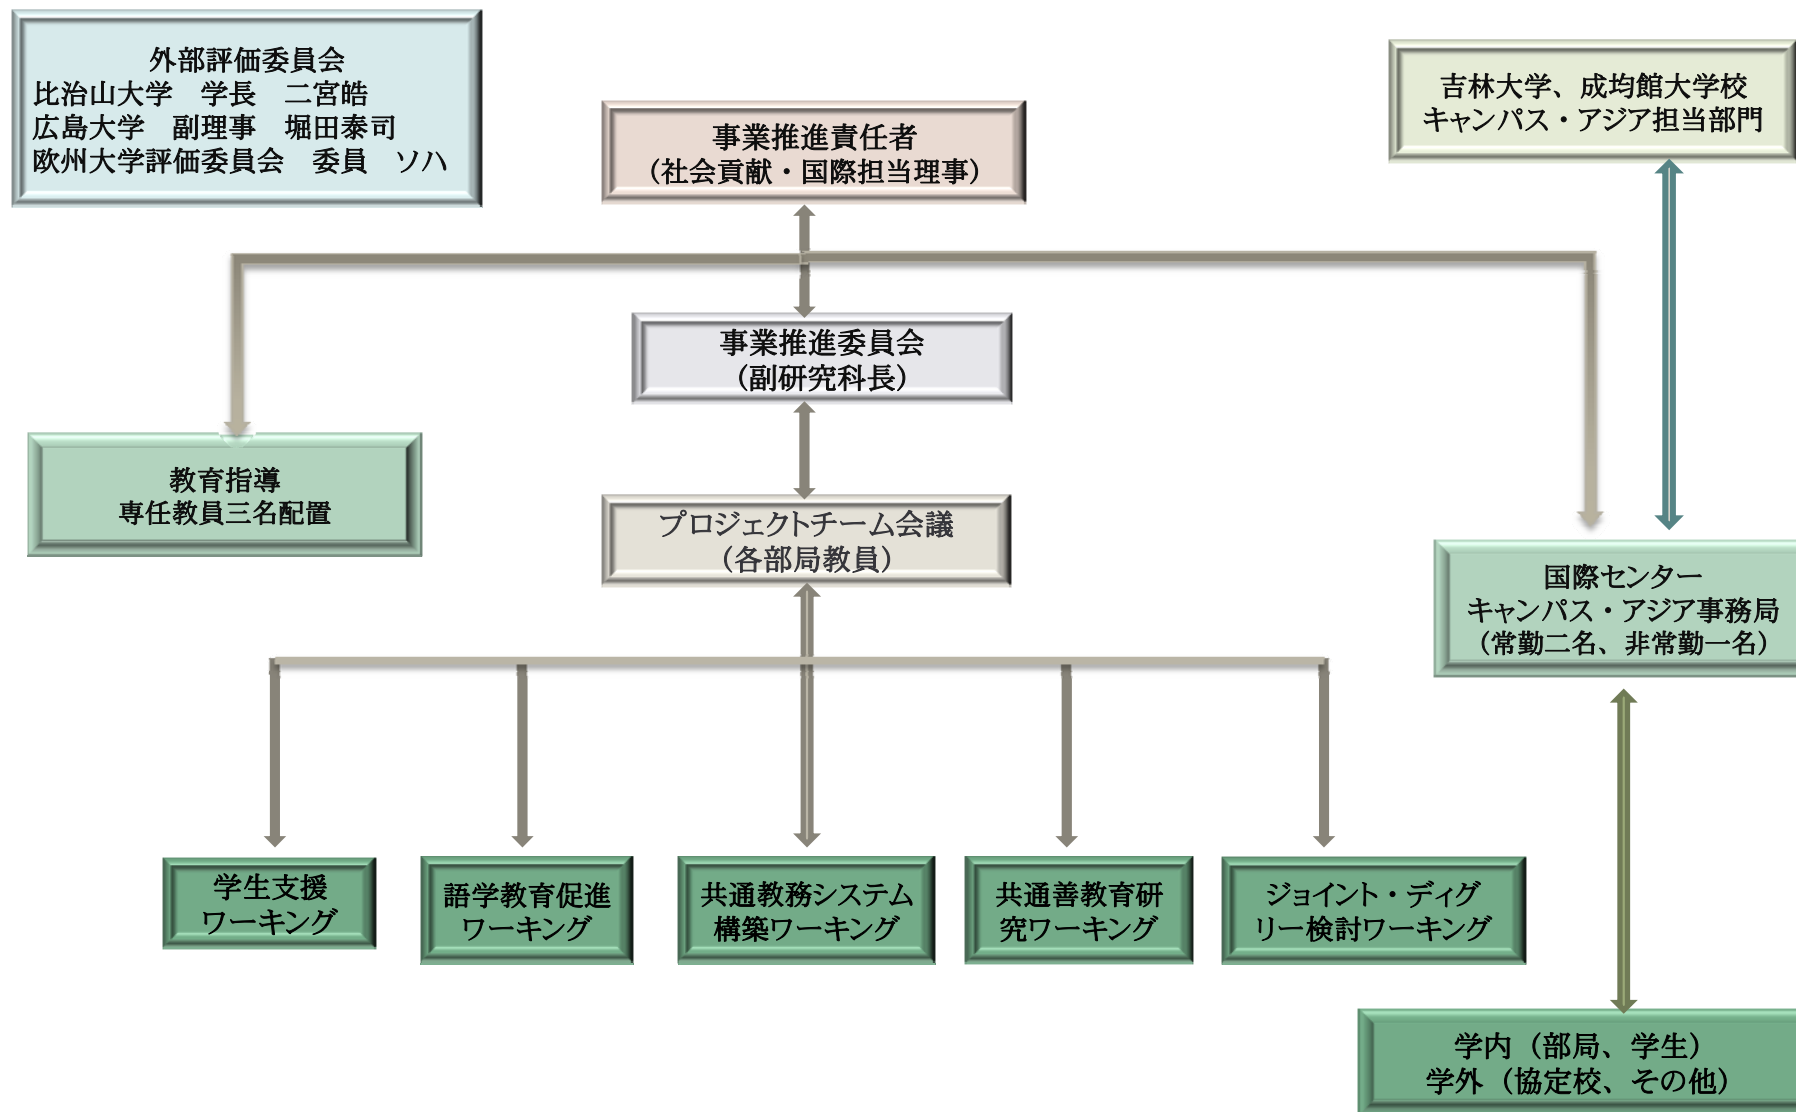 外部評価委員会
比治山大学　学長　二宮皓
広島大学　副理事　堀田泰司
欧州大学評価委員会　委員　ソハ
事業推進責任者
（社会貢献・国際担当理事）
吉林大学、成均館大学校
キャンパス・アジア担当部門
事業推進委員会
（副研究科長）
教育指導
専任教員三名配置
プロジェクトチーム会議
（各部局教員）
国際センター
キャンパス・アジア事務局
（常勤二名、非常勤一名）
学生支援
ワーキング
語学教育促進
ワーキング
共通教務システム
構築ワーキング
共通善教育研
究ワーキング
ジョイント・ディグ
リー検討ワーキング
学内（部局、学生）
学外（協定校、その他）